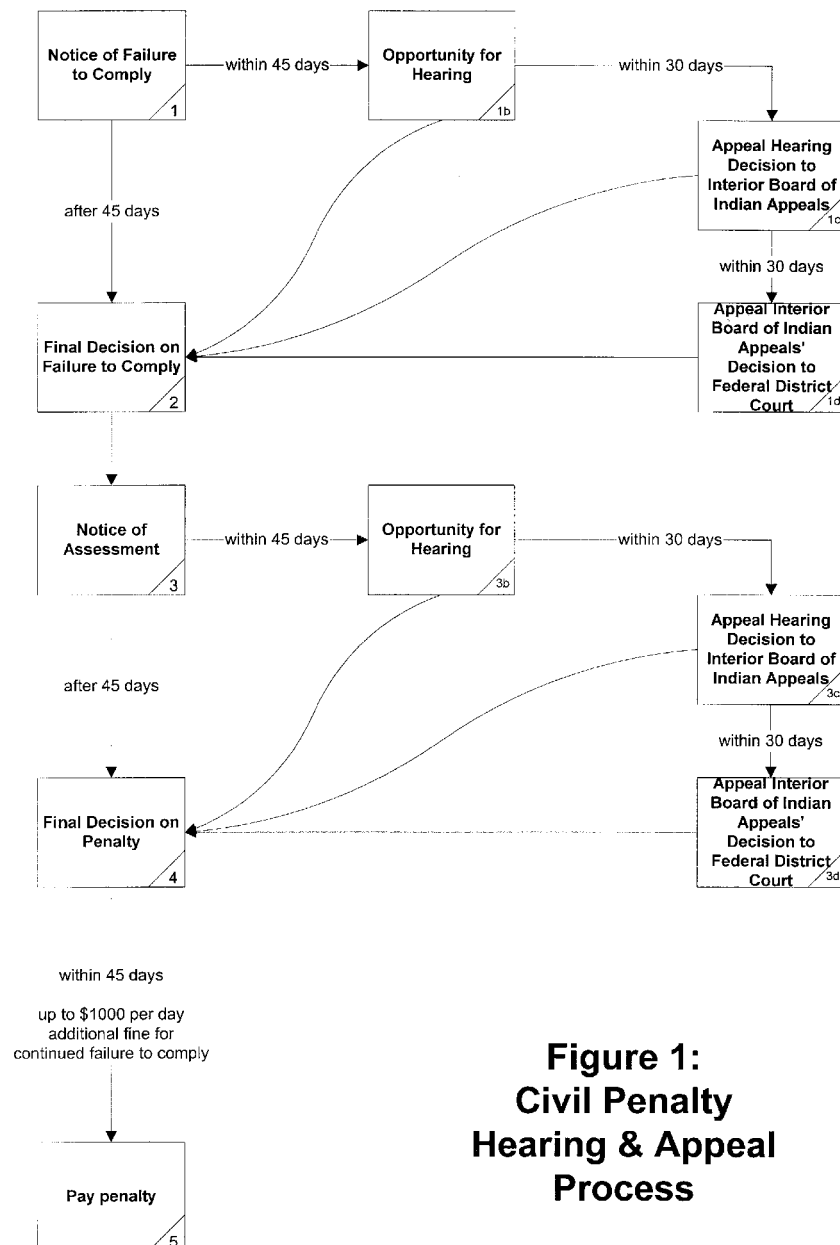 Notice of Failure
to Comply
1
within 45 days
Opportunity for
Hearing
1b
within 30 days
Appeal Hearing
Decision to
Interior Board of
Indian Appeals
1c
after 45 days
within 30 days
Final Decision on
Failure to Comply
2
Appeal Interior
Board of Indian
Appeals'
Decision to
Federal District
Court
1d
Notice of
Assessment
3
within 45 days
Opportunity for
Hearing
3b
within 30 days
Appeal Hearing
Decision to
Interior Board of
Indian Appeals
3c
after 45 days
within 30 days
Final Decision on
Penalty
4
Appeal Interior
Board of Indian
Appeals'
Decision to
Federal District
Court
3d
within 45 days
up to $1000 per day
additional fine for
continued failure to comply
Pay penalty
5
Figure 1:
Civil Penalty
Hearing & Appeal
Process